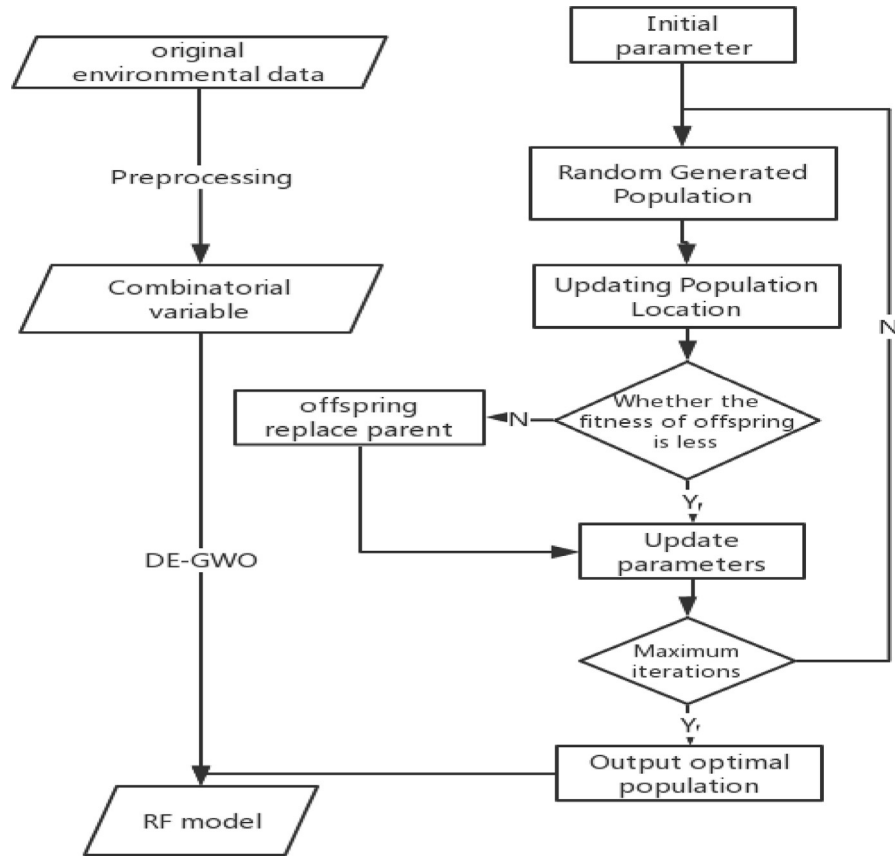 original
environmental data
Preprocessing
Combinatorial
variable
DE-GWO
RF model
Initial
parameter
Random Generated
Population
Updating Population
Location
Whether the
fitness of offspring
is less
N
offspring
replace parent
Y
Update
parameters
Maximum
iterations
N
Y
Output optimal
population